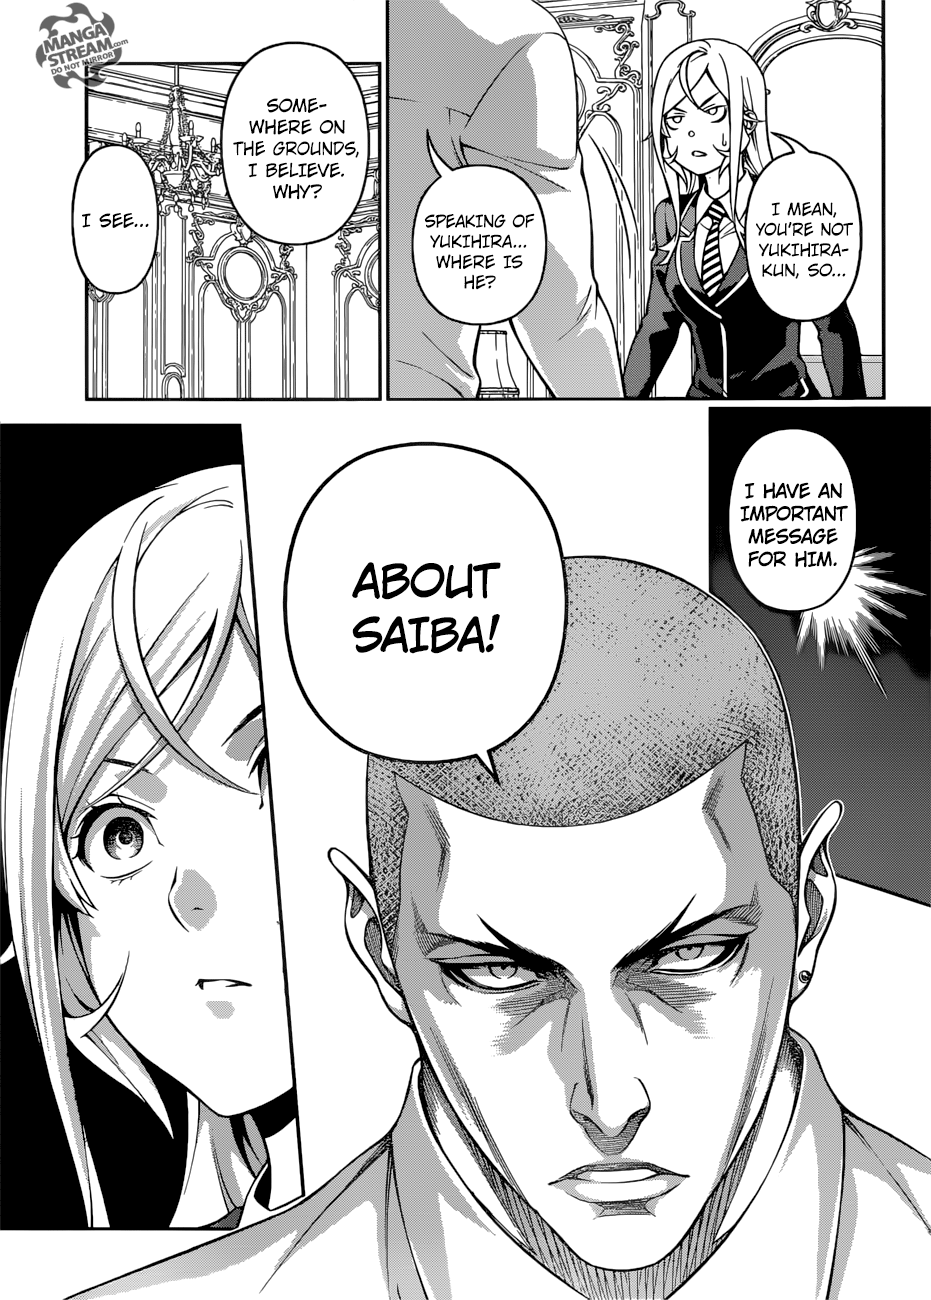 MANGA
STREAM.com
DO NOT MIRROR
I MEAN,
YOU'RE NOT
YUKIHIRA-
KUN, SO...
SPEAKING OF
YUKIHIRA...
WHERE IS
HE?
SOME-
WHERE ON
THE GROUNDS,
I BELIEVE.
WHY?
I SEE...
I HAVE AN
IMPORTANT
MESSAGE
FOR HIM.
ABOUT
SAIBA!